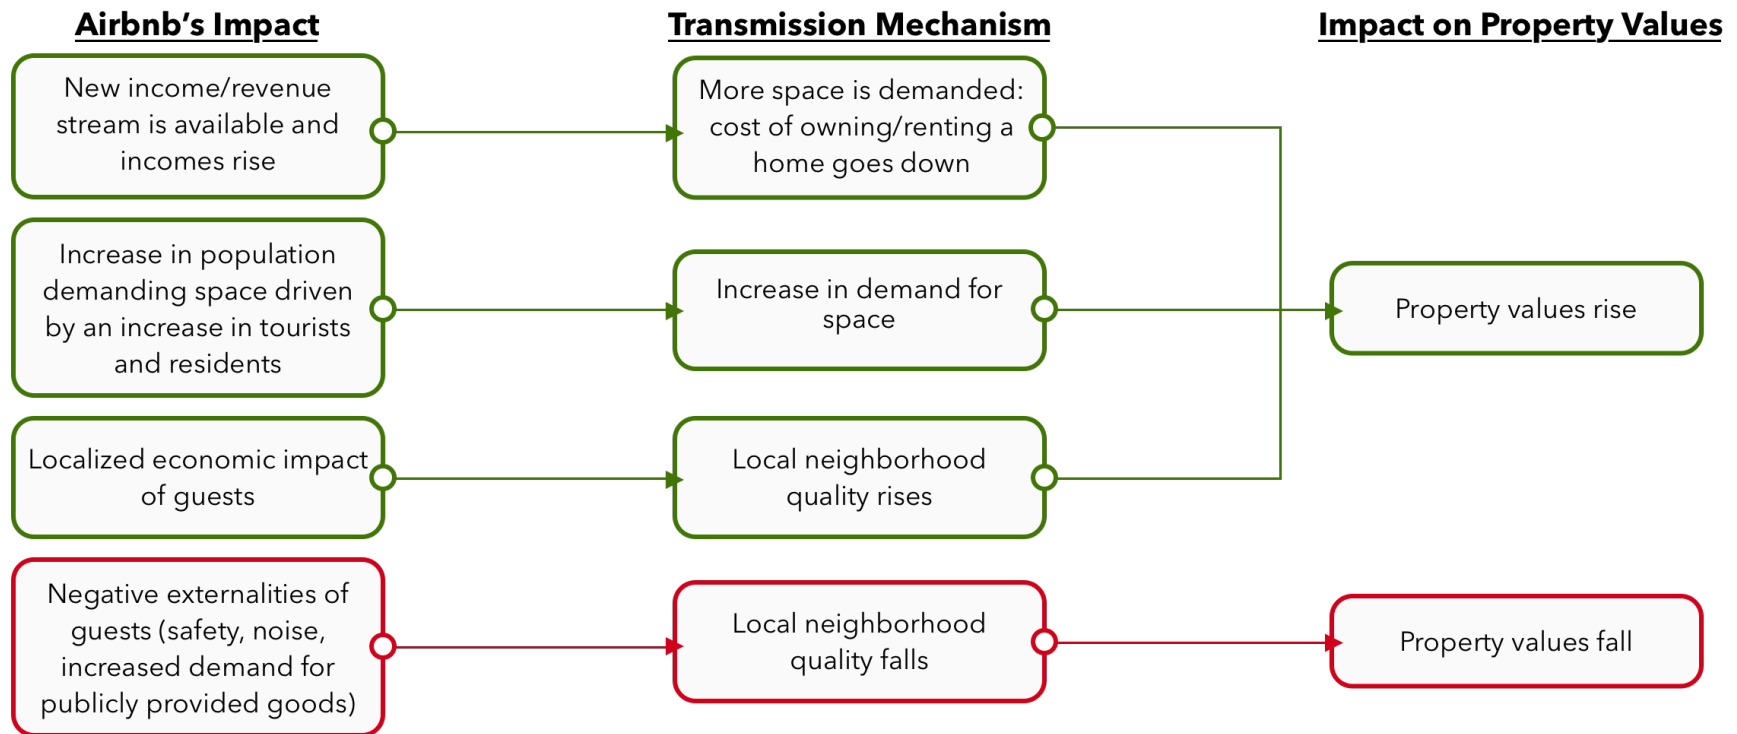 Airbnb's Impact
Transmission Mechanism
Impact on Property Values
New income/revenue
stream is available and
incomes rise
More space is demanded:
cost of owning/renting a
home goes down
Increase in population
demanding space driven
by an increase in tourists
and residents
Increase in demand for
space
Property values rise
Localized economic impact
of guests
Local neighborhood
quality rises
Negative externalities of
guests (safety, noise,
increased demand for
publicly provided goods)
Local neighborhood
quality falls
Property values fall